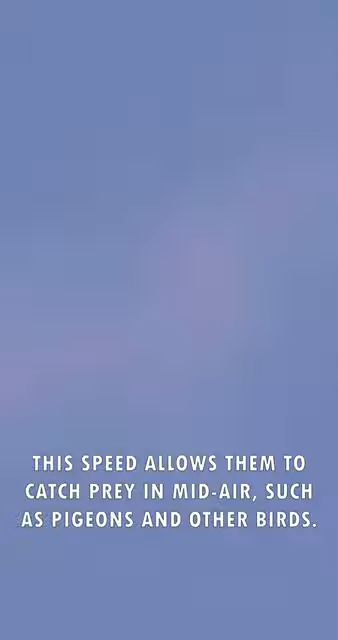 THIS SPEED ALLOWS THEM TO
CATCH PREY IN MID-AIR, SUCH
AS PIGEONS AND OTHER BIRDS.